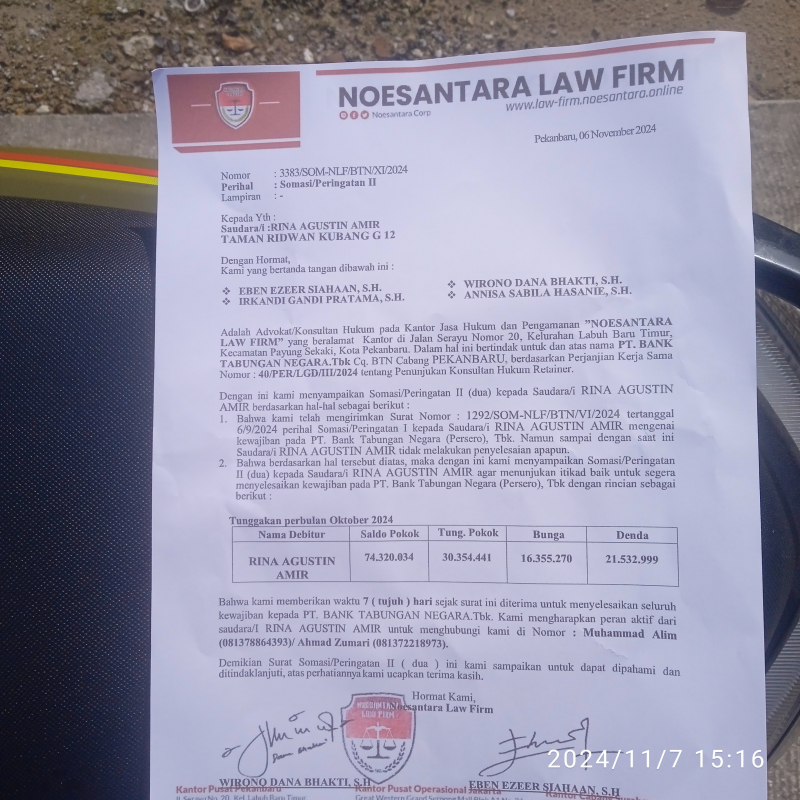 NOESANTARA LAW FIRM
www.law-firm.noesantara.online
Noesantara Corp
Pekanbaru, 06 November 2024
Nomor : 3383/SOM-NLF/BTN/XI/2024
Perihal : Somasi/Peringatan II
Lampiran : -
Kepada Yth :
Saudara/i :RINA AGUSTIN AMIR
TAMAN RIDWAN KUBANG G 12
Dengan Hormat,
Kami yang bertanda tangan dibawah ini :
❖ EBEN EZEER SIAHAAN, S.H. ❖ WIRONO DANA BHAKTI, S.H.
❖ IRKANDI GANDI PRATAMA, S.H. ❖ ANNISA SABILA HASANIE, S.H.
Adalah Advokat/Konsultan Hukum pada Kantor Jasa Hukum dan Pengamanan "NOESANTARA
LAW FIRM" yang beralamat Kantor di Jalan Serayu Nomor 20, Kelurahan Labuh Baru Timur,
Kecamatan Payung Sekaki, Kota Pekanbaru. Dalam hal ini bertindak untuk dan atas nama PT. BANK
TABUNGAN NEGARA.Tbk Cq. BTN Cabang PEKANBARU, berdasarkan Perjanjian Kerja Sama
Nomor : 40/PER/LGD/III/2024 tentang Penunjukan Konsultan Hukum Retainer.
Dengan ini kami menyampaikan Somasi/Peringatan II (dua) kepada Saudara/i RINA AGUSTIN
AMIR berdasarkan hal-hal sebagai berikut :
1. Bahwa kami telah mengirimkan Surat Nomor : 1292/SOM-NLF/BTN/VI/2024 tertanggal
6/9/2024 perihal Somasi/Peringatan I kepada Saudara/i RINA AGUSTIN AMIR mengenai
kewajiban pada PT. Bank Tabungan Negara (Persero), Tbk. Namun sampai dengan saat ini
Saudara/i RINA AGUSTIN AMIR tidak melakukan penyelesaian apapun.
2. Bahwa berdasarkan hal tersebut diatas, maka dengan ini kami menyampaikan Somasi/Peringatan
II (dua) kepada Saudara/i RINA AGUSTIN AMIR agar menunjukan itikad baik untuk segera
menyelesaikan kewajiban pada PT. Bank Tabungan Negara (Persero), Tbk dengan rincian sebagai
berikut :
Tunggakan perbulan Oktober 2024
Nama Debitur Saldo Pokok Tung. Pokok Bunga Denda
RINA AGUSTIN 74.320.034 30.354.441 16.355.270 21.532.999
AMIR
Bahwa kami memberikan waktu 7 ( tujuh ) hari sejak surat ini diterima untuk menyelesaikan seluruh
kewajiban kepada PT. BANK TABUNGAN NEGARA.Tbk. Kami mengharapkan peran aktif dari
saudara/I RINA AGUSTIN AMIR untuk menghubungi kami di Nomor : Muhammad Alim
(081378864393)/ Ahmad Zumari (081372218973).
Demikian Surat Somasi/Peringatan II ( dua ) ini kami sampaikan untuk dapat dipahami dan
ditindaklanjuti, atas perhatiannya kami ucapkan terima kasih.
Hormat Kami,
Noesantara Law Firm
NOESANTARA
LAW FIRM
2024/11/7 15:16
WIRONO DANA BHAKTI, S.H EBEN EZEER SIAHAAN, S.H
Kantor Pusat Pekanbaru Kantor Pusat Operasional Jakarta Kantor Cabang
Jl. Serayu No. 20, Kel. Labuh Baru Timur